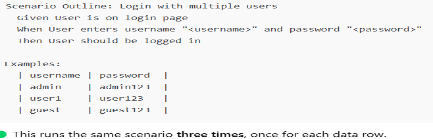 Scenario Outline: Login with multiple users
Given User is on login page
When User enters username "<username>" and password "<password>"
Then User should be logged in
Examples:
| username | password |
| admin | admin123 |
| user1 | user123 |
| guest | guest123 |
This runs the same scenario three times, once for each data row.